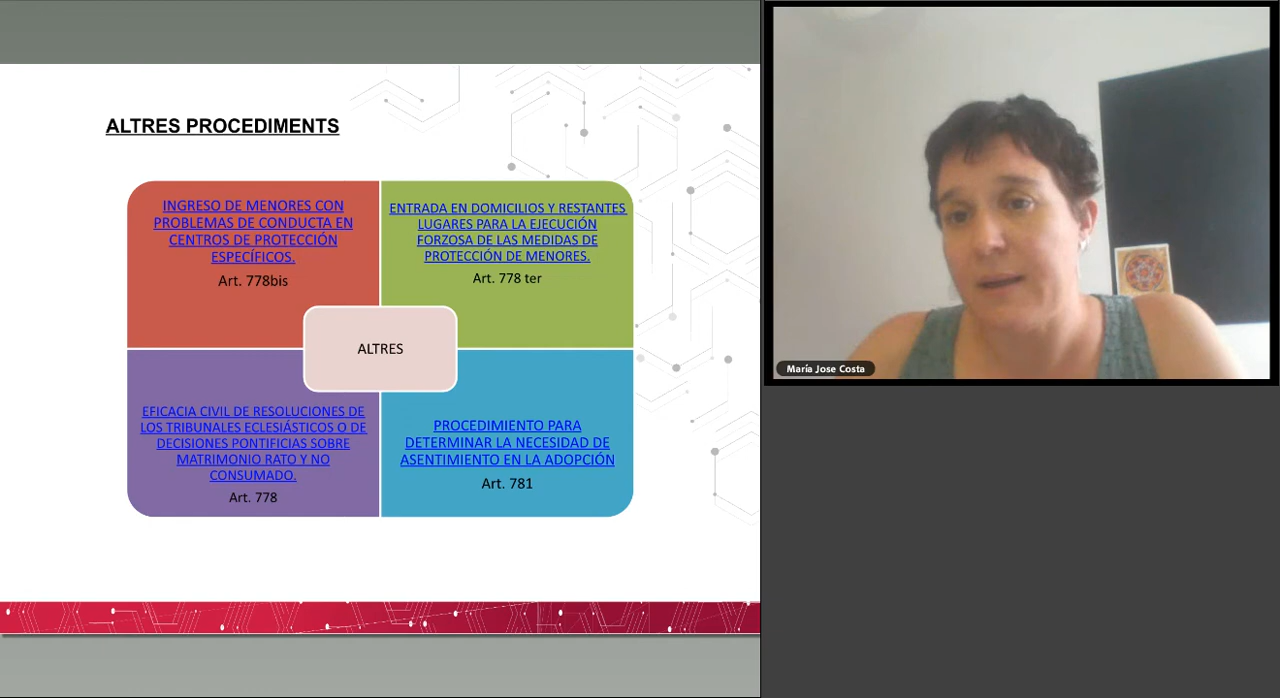 ALTRES PROCEDIMENTS
INGRESO DE MENORES CON
PROBLEMAS DE CONDUCTA EN
CENTROS DE PROTECCIÓN
ESPECÍFICOS.
Art. 778bis
ENTRADA EN DOMICILIOS Y RESTANTES
LUGARES PARA LA EJECUCIÓN
FORZOSA DE LAS MEDIDAS DE
PROTECCIÓN DE MENORES.
Art. 778 ter
ALTRES
EFICACIA CIVIL DE RESOLUCIONES DE
LOS TRIBUNALES ECLESIÁSTICOS O DE
DECISIONES PONTIFICIAS SOBRE
MATRIMONIO RATO Y NO
CONSUMADO.
Art. 778
PROCEDIMIENTO PARA
DETERMINAR LA NECESIDAD DE
ASENTIMIENTO EN LA ADOPCIÓN
Art. 781
María Jose Costa